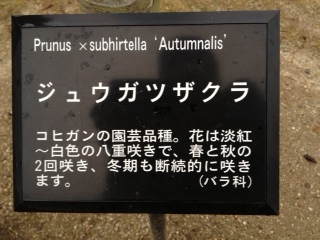 Prunus ×subhirtella ‘Autumnalis’
ジュウガツザクラ
コヒガンの園芸品種。花は淡紅
～白色の八重咲きで、春と秋の
2回咲き、冬期も断続的に咲き
ます。 (バラ科)